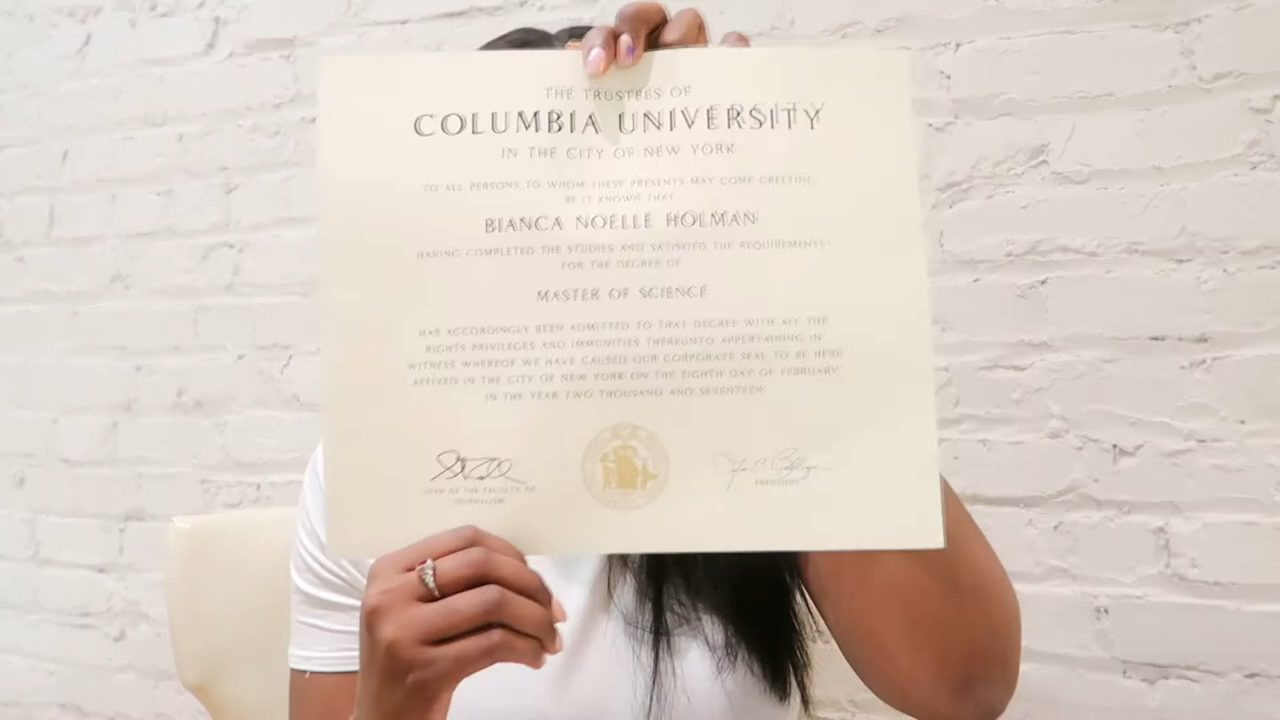 THE TRUSTEES OF
COLUMBIA UNIVERSITY
IN THE CITY OF NEW YORK
TO ALL PERSONS TO WHOM THESE PRESENTS MAY COME GREETING
BE IT KNOWN THAT
BIANCA NOELLE HOLMAN
HAVING COMPLETED THE STUDIES AND SATISFIED THE REQUIREMENTS
FOR THE DEGREE OF
MASTER OF SCIENCE
HAS ACCORDINGLY BEEN ADMITTED TO THAT DEGREE WITH ALL THE
RIGHTS PRIVILEGES AND IMMUNITIES THEREUNTO APPERTAINING IN
WITNESS WHEREOF WE HAVE CAUSED OUR CORPORATE SEAL TO BE HERE
AFFIXED IN THE CITY OF NEW YORK ON THE EIGHTH DAY OF FEBRUARY
IN THE YEAR TWO THOUSAND AND SEVENTEEN
DEAN OF THE FACULTY OF
JOURNALISM
PRESIDENT